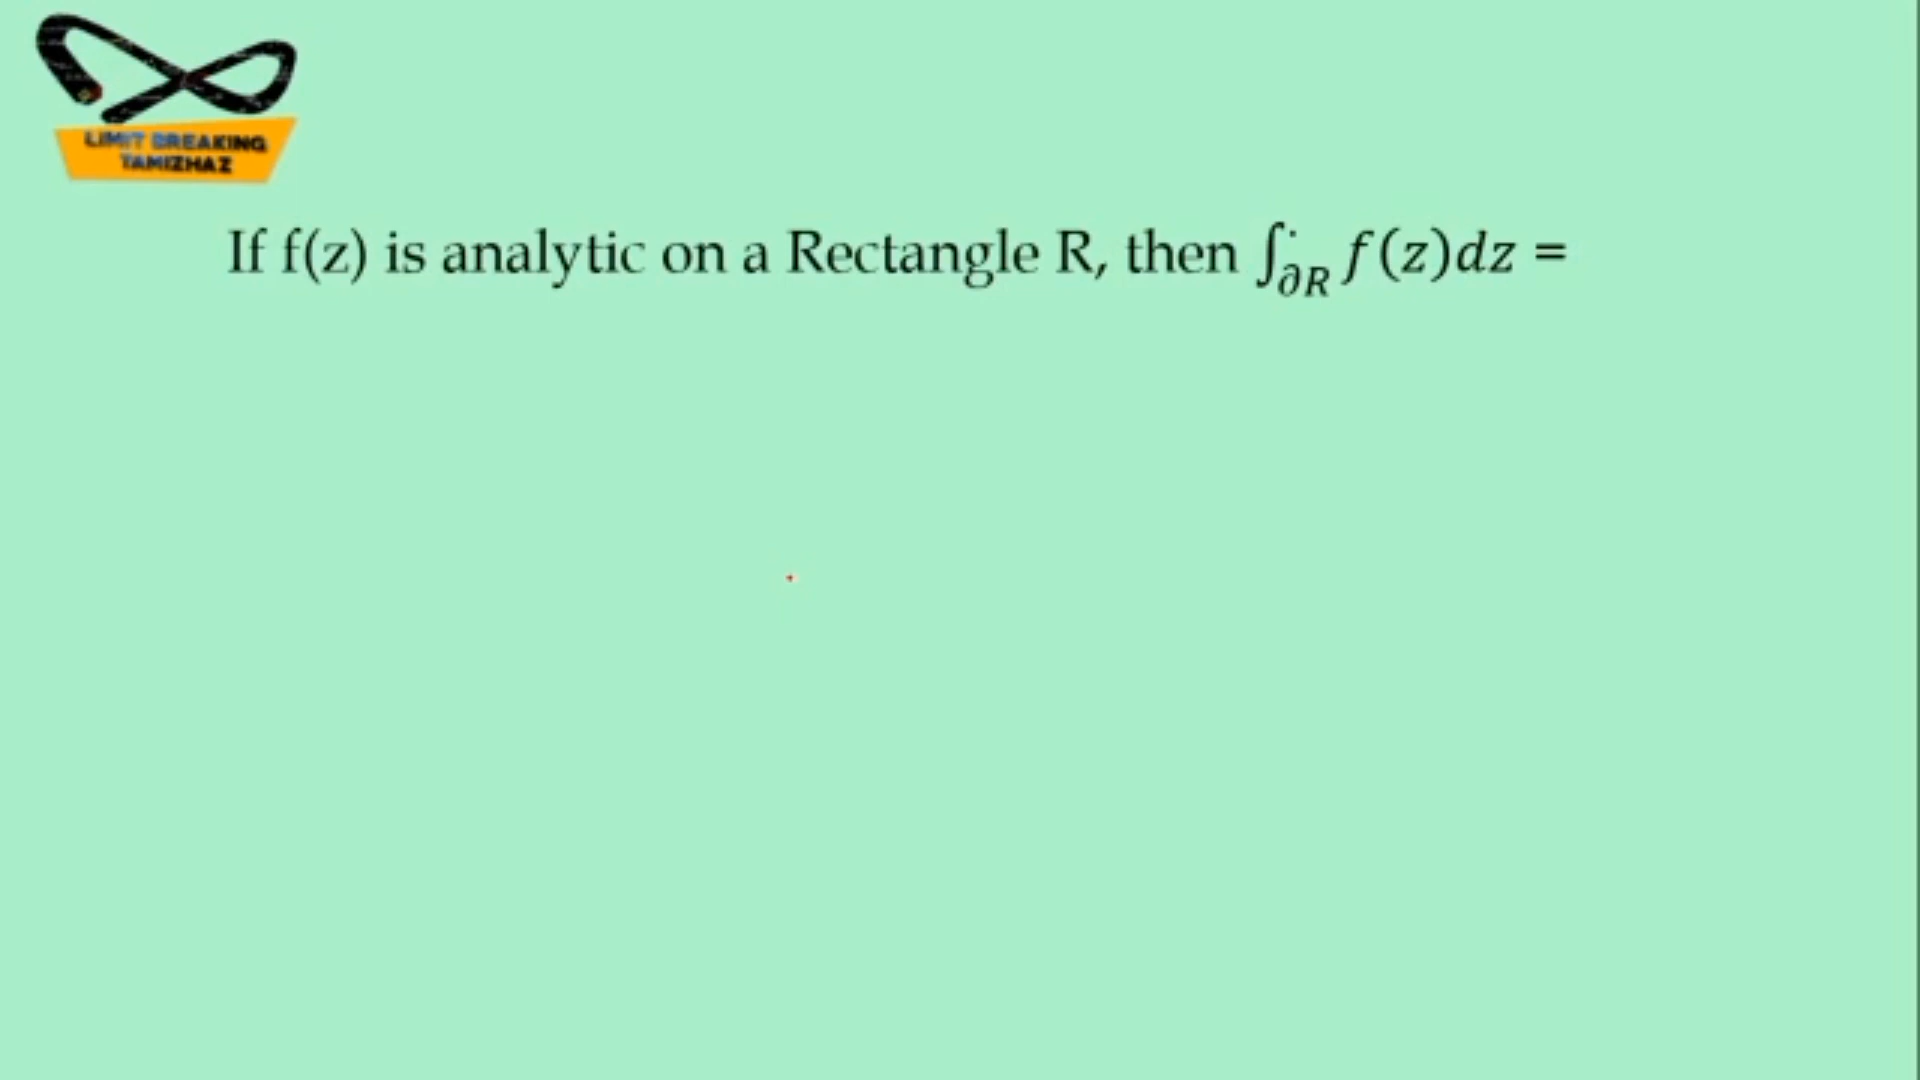 LIMIT BREAKING
TAMIZHAZ
If f(z) is analytic on a Rectangle R, then ∫∂R f(z)dz =